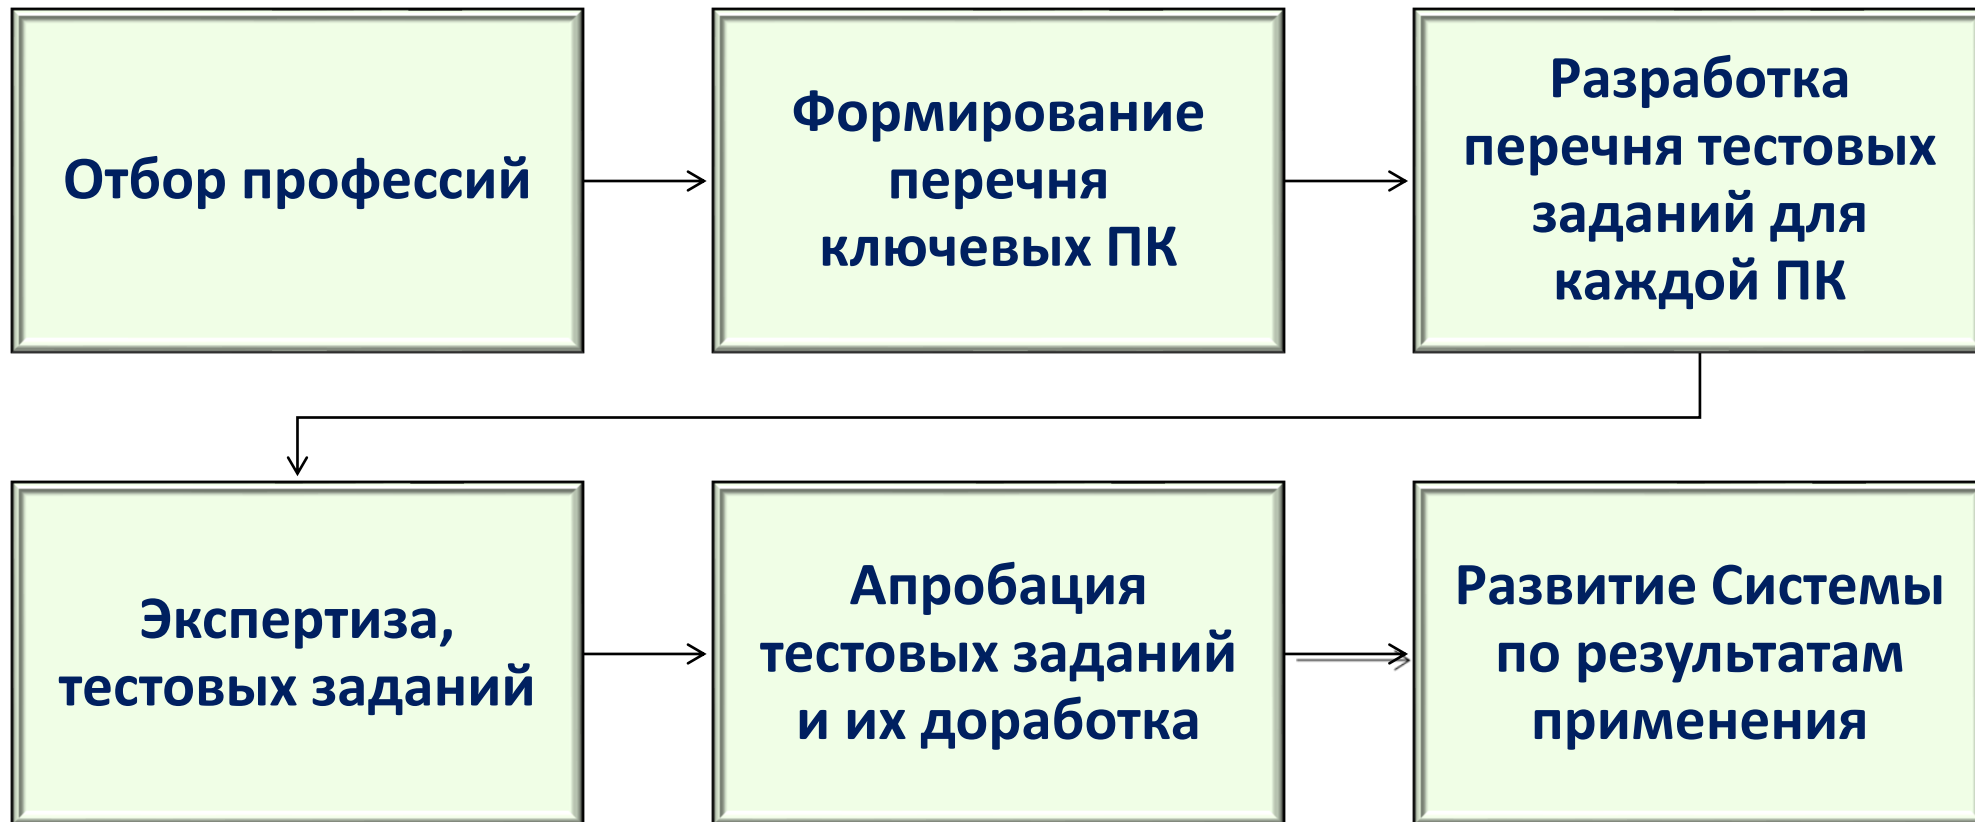 Отбор профессий
Формирование
перечня
ключевых ПК
Разработка
перечня тестовых
заданий для
каждой ПК
Экспертиза,
тестовых заданий
Апробация
тестовых заданий
и их доработка
Развитие Системы
по результатам
применения